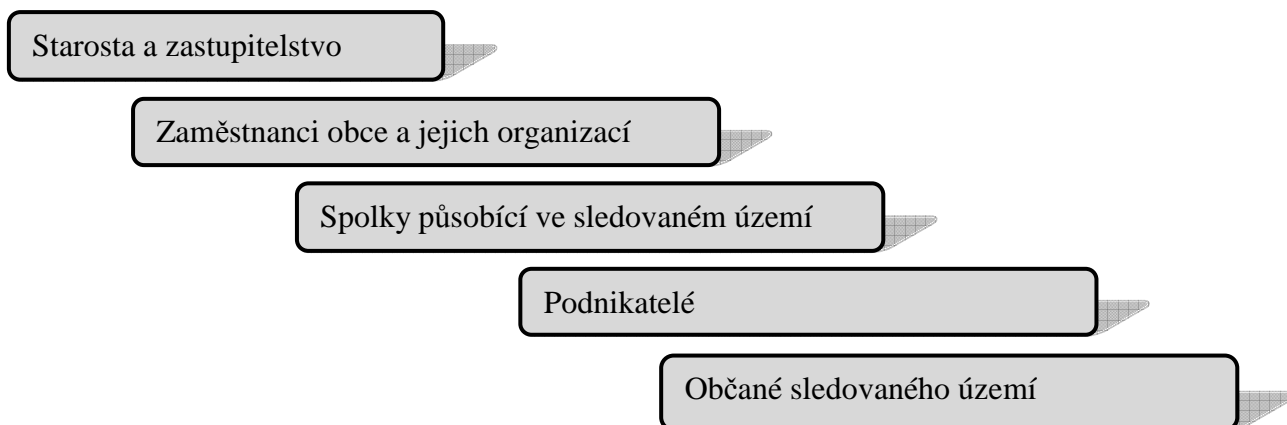 Starosta a zastupitelstvo
Zaměstnanci obce a jejich organizací
Spolky působící ve sledovaném území
Podnikatelé
Občané sledovaného území